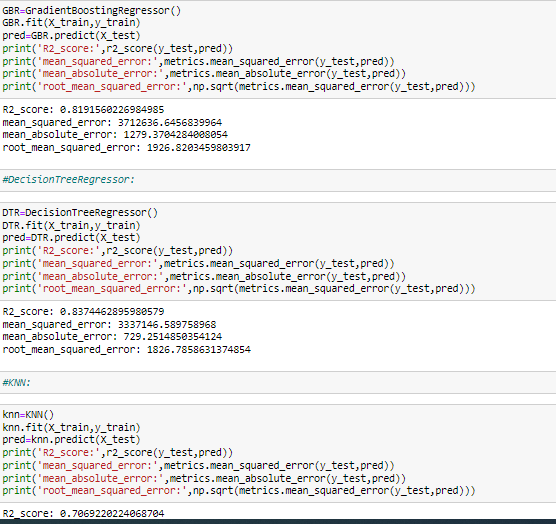 GBR=GradientBoostingRegressor()
GBR.fit(X_train,y_train)
pred=GBR.predict(X_test)
print('R2_score:',r2_score(y_test,pred))
print('mean_squared_error:',metrics.mean_squared_error(y_test,pred))
print('mean_absolute_error:',metrics.mean_absolute_error(y_test,pred))
print('root_mean_squared_error:',np.sqrt(metrics.mean_squared_error(y_test,pred)))
R2_score: 0.8191560226984985
mean_squared_error: 3712636.6456839964
mean_absolute_error: 1279.3704284008054
root_mean_squared_error: 1926.8203459803917
#DecisionTreeRegressor:
DTR=DecisionTreeRegressor()
DTR.fit(X_train,y_train)
pred=DTR.predict(X_test)
print('R2_score:',r2_score(y_test,pred))
print('mean_squared_error:',metrics.mean_squared_error(y_test,pred))
print('mean_absolute_error:',metrics.mean_absolute_error(y_test,pred))
print('root_mean_squared_error:',np.sqrt(metrics.mean_squared_error(y_test,pred)))
R2_score: 0.8374462895980579
mean_squared_error: 3337146.589758968
mean_absolute_error: 729.2514850354124
root_mean_squared_error: 1826.7858631374854
#KNN:
knn=KNN()
knn.fit(X_train,y_train)
pred=knn.predict(X_test)
print('R2_score:',r2_score(y_test,pred))
print('mean_squared_error:',metrics.mean_squared_error(y_test,pred))
print('mean_absolute_error:',metrics.mean_absolute_error(y_test,pred))
print('root_mean_squared_error:',np.sqrt(metrics.mean_squared_error(y_test,pred)))
R2_score: 0.7069220224068704